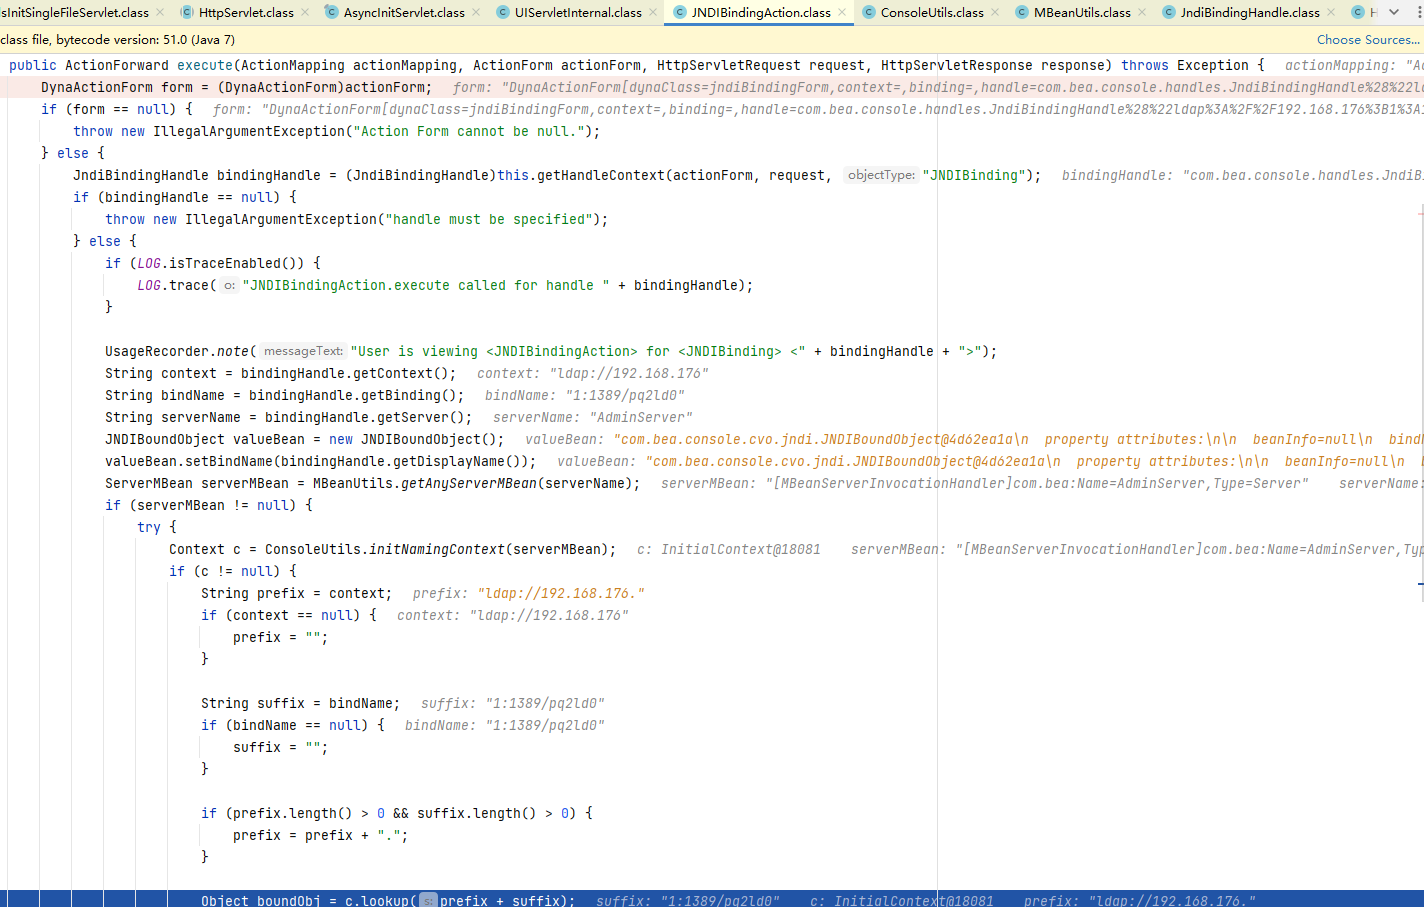 sInitSingleFileServlet.class HttpServlet.class AsyncInitServlet.class UIServletInternal.class JNDIBindingAction.class ConsoleUtils.class MBeanUtils.class JndiBindingHandle.class
class file, bytecode version: 51.0 (Java 7) Choose Sources...
public ActionForward execute(ActionMapping actionMapping, ActionForm actionForm, HttpServletRequest request, HttpServletResponse response) throws Exception { actionMapping: "Ac
DynaActionForm form = (DynaActionForm)actionForm; form: "DynaActionForm[dynaClass=jndiBindingForm,context=,binding=,handle=com.bea.console.handles.JndiBindingHandle%28%22ld
if (form == null) { form: "DynaActionForm[dynaClass=jndiBindingForm,context=,binding=,handle=com.bea.console.handles.JndiBindingHandle%28%22ldap%3A%2F%2F192.168.176%3B1%3A1
throw new IllegalArgumentException("Action Form cannot be null.");
} else {
JndiBindingHandle bindingHandle = (JndiBindingHandle)this.getHandleContext(actionForm, request, objectType: "JNDIBinding"); bindingHandle: "com.bea.console.handles.JndiB
if (bindingHandle == null) {
throw new IllegalArgumentException("handle must be specified");
} else {
if (LOG.isTraceEnabled()) {
LOG.trace( o: "JNDIBindingAction.execute called for handle " + bindingHandle);
}
UsageRecorder.note( messageText: "User is viewing <JNDIBindingAction> for <JNDIBinding> <" + bindingHandle + ">");
String context = bindingHandle.getContext(); context: "ldap://192.168.176"
String bindName = bindingHandle.getBinding(); bindName: "1:1389/pq2ld0"
String serverName = bindingHandle.getServer(); serverName: "AdminServer"
JNDIBoundObject valueBean = new JNDIBoundObject(); valueBean: "com.bea.console.cvo.jndi.JNDIBoundObject@4d62ea1a\n  property attributes:\n\n  beanInfo=null\n  bindN
valueBean.setBindName(bindingHandle.getDisplayName()); valueBean: "com.bea.console.cvo.jndi.JNDIBoundObject@4d62ea1a\n  property attributes:\n\n  beanInfo=null\n  b
ServerMBean serverMBean = MBeanUtils.getAnyServerMBean(serverName); serverMBean: "[MBeanServerInvocationHandler]com.bea:Name=AdminServer,Type=Server" serverName:
if (serverMBean != null) {
try {
Context c = ConsoleUtils.initNamingContext(serverMBean); c: InitialContext@18081 serverMBean: "[MBeanServerInvocationHandler]com.bea:Name=AdminServer,Typ
if (c != null) {
String prefix = context; prefix: "ldap://192.168.176."
if (context == null) { context: "ldap://192.168.176"
prefix = "";
}
String suffix = bindName; suffix: "1:1389/pq2ld0"
if (bindName == null) { bindName: "1:1389/pq2ld0"
suffix = "";
}
if (prefix.length() > 0 && suffix.length() > 0) {
prefix = prefix + ".";
}
Object boundObj = c.lookup( s: prefix + suffix); suffix: "1:1389/pq2ld0" c: InitialContext@18081 prefix: "ldap://192.168.176."